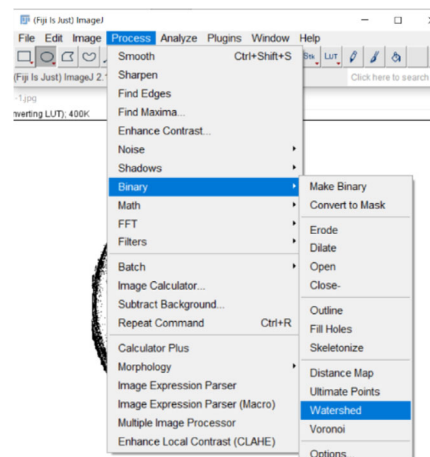 (Fiji Is Just) ImageJ
File Edit Image Process Analyze Plugins Window Help
LUT
(Fiji Is Just) ImageJ 2.
Click here to search
-1.jpg
nverting LUT); 400K
Smooth Ctrl+Shift+S
Sharpen
Find Edges
Find Maxima...
Enhance Contrast...
Noise
Shadows
Binary
Math
FFT
Filters
Batch
Image Calculator...
Subtract Background...
Repeat Command Ctrl+R
Calculator Plus
Morphology
Image Expression Parser
Image Expression Parser (Macro)
Multiple Image Processor
Enhance Local Contrast (CLAHE)
Make Binary
Convert to Mask
Erode
Dilate
Open
Close-
Outline
Fill Holes
Skeletonize
Distance Map
Ultimate Points
Watershed
Voronoi
Options...